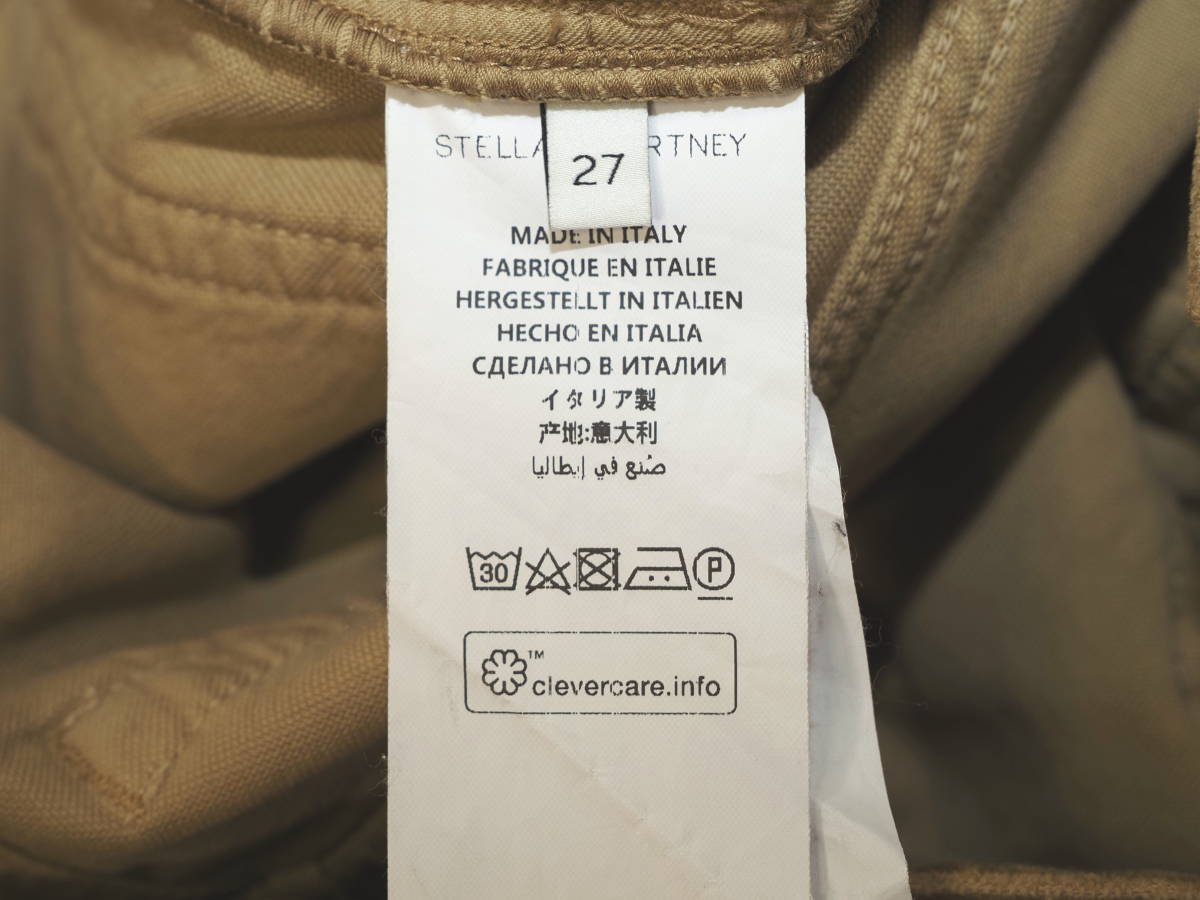 STELLA RTNEY
27
MADE IN ITALY
FABRIQUE EN ITALIE
HERGESTELLT IN ITALIEN
HECHO EN ITALIA
СДЕЛАНО В ИТАЛИИ
イタリア製
产地:意大利
صُنع في إيطاليا
30 P
™
clevercare.info